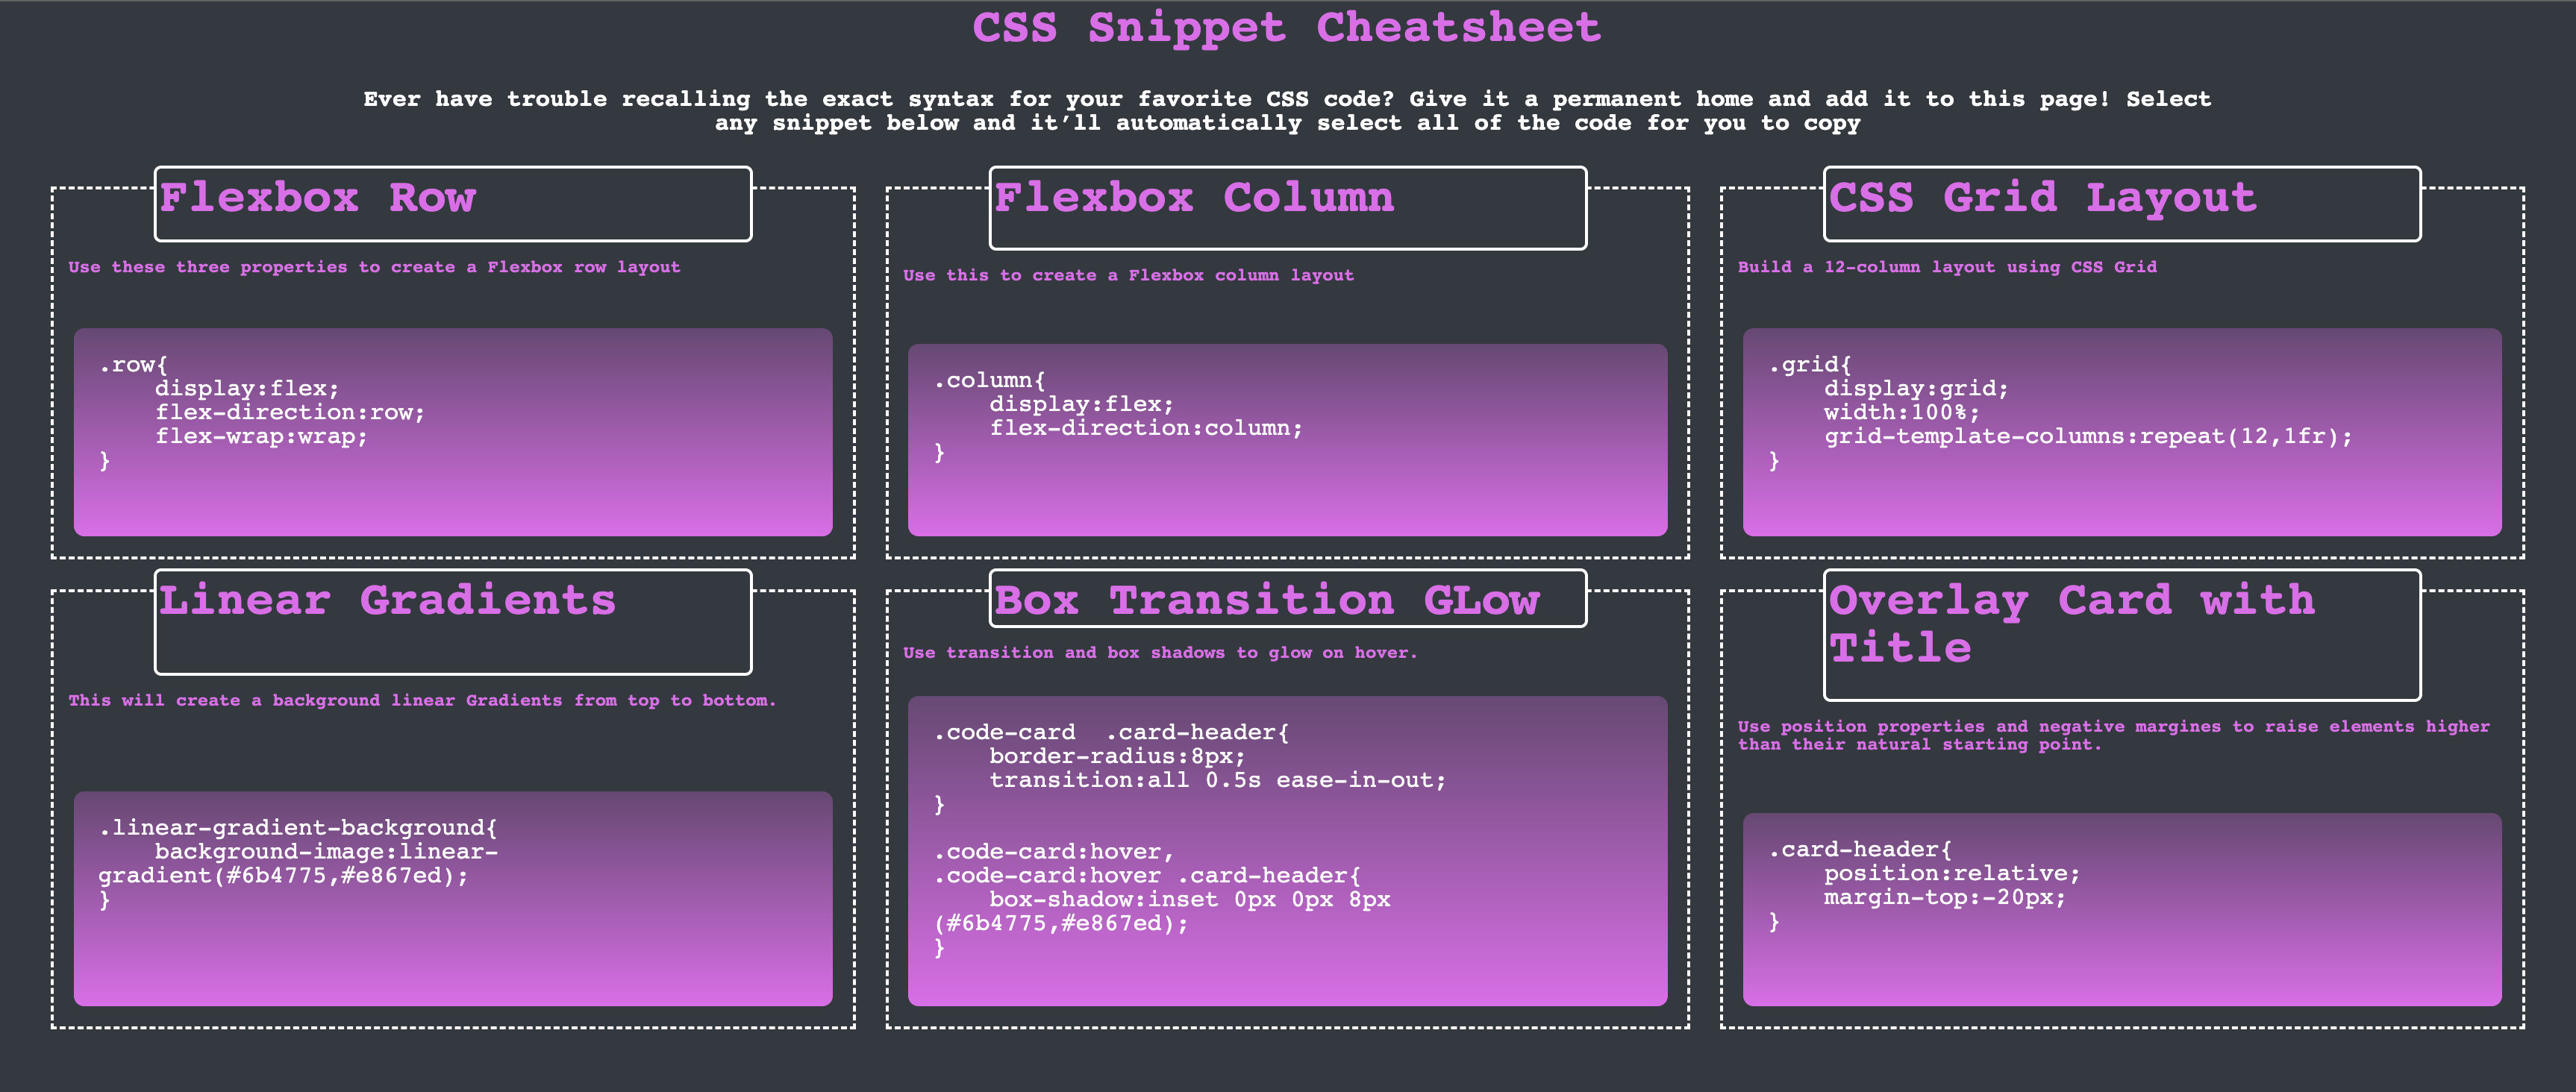 CSS Snippet Cheatsheet
Ever have trouble recalling the exact syntax for your favorite CSS code? Give it a permanent home and add it to this page! Select
any snippet below and it’ll automatically select all of the code for you to copy
Flexbox Row
Use these three properties to create a Flexbox row layout
.row{
    display:flex;
    flex-direction:row;
    flex-wrap:wrap;
}
Flexbox Column
Use this to create a Flexbox column layout
.column{
    display:flex;
    flex-direction:column;
}
CSS Grid Layout
Build a 12-column layout using CSS Grid
.grid{
    display:grid;
    width:100%;
    grid-template-columns:repeat(12,1fr);
}
Linear Gradients
This will create a background linear Gradients from top to bottom.
.linear-gradient-background{
    background-image:linear-
gradient(#6b4775,#e867ed);
}
Box Transition GLow
Use transition and box shadows to glow on hover.
.code-card  .card-header{
    border-radius:8px;
    transition:all 0.5s ease-in-out;
}
.code-card:hover,
.code-card:hover .card-header{
    box-shadow:inset 0px 0px 8px
(#6b4775,#e867ed);
}
Overlay Card with
Title
Use position properties and negative margines to raise elements higher
than their natural starting point.
.card-header{
    position:relative;
    margin-top:-20px;
}